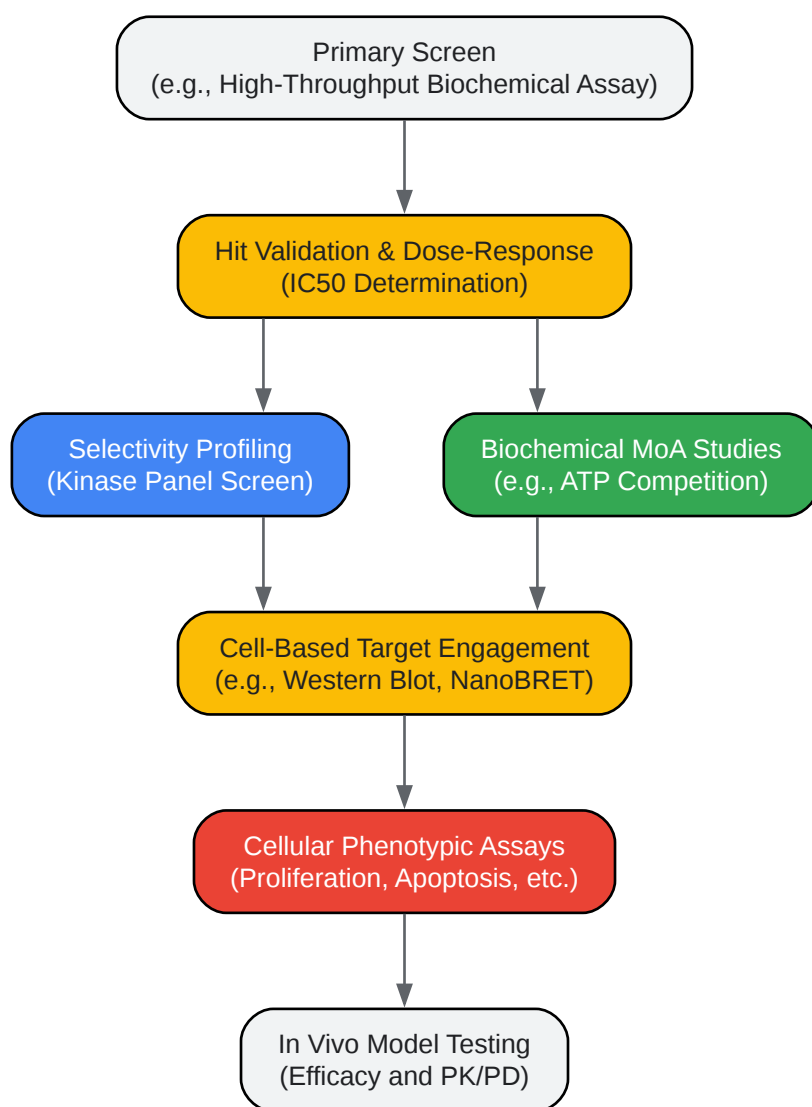 Primary Screen
(e.g., High-Throughput Biochemical Assay)
Hit Validation & Dose-Response
(IC50 Determination)
Selectivity Profiling
(Kinase Panel Screen)
Biochemical MoA Studies
(e.g., ATP Competition)
Cell-Based Target Engagement
(e.g., Western Blot, NanoBRET)
Cellular Phenotypic Assays
(Proliferation, Apoptosis, etc.)
In Vivo Model Testing
(Efficacy and PK/PD)